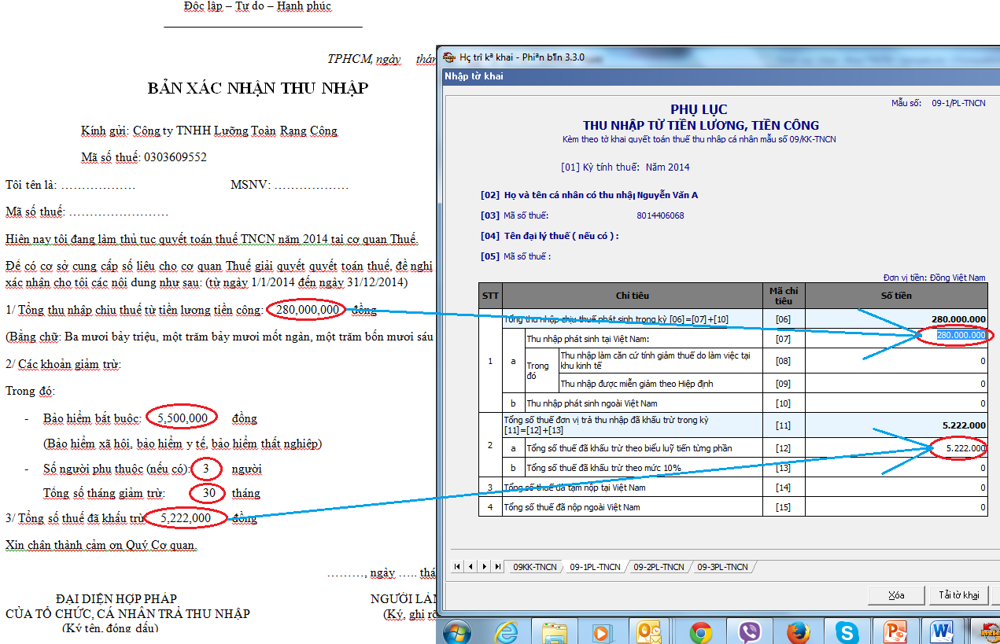 Độc lập – Tự do – Hạnh phúc
TPHCM, ngày thán
BẢN XÁC NHẬN THU NHẬP
Kính gửi: Công ty TNHH Lưỡng Toàn Rạng Công
Mã số thuế: 0303609552
Tôi tên là: ……………… MSNV: ………………
Mã số thuế: ……………………
Hiện nay tôi đang làm thủ tục quyết toán thuế TNCN năm 2014 tại cơ quan Thuế.
Để có cơ sở cung cấp số liệu cho cơ quan Thuế giải quyết quyết toán thuế, đề nghị
xác nhận cho tôi các nội dung như sau: (từ ngày 1/1/2014 đến ngày 31/12/2014)
1/ Tổng thu nhập chịu thuế từ tiền lương tiền công: 280,000,000 đồng
(Bằng chữ: Ba mươi bảy triệu, một trăm bảy mươi mốt ngàn, một trăm bốn mươi sáu
2/ Các khoản giảm trừ:
Trong đó:
- Bảo hiểm bắt buộc: 5,500,000 đồng
(Bảo hiểm xã hội, bảo hiểm y tế, bảo hiểm thất nghiệp)
- Số người phụ thuộc (nếu có): 3 người
Tổng số tháng giảm trừ: 30 tháng
3/ Tổng số thuế đã khấu trừ 5,222,000 đồng
Xin chân thành cảm ơn Quý Cơ quan.
………, ngày ….. thá
ĐẠI DIỆN HỢP PHÁP
CỦA TỔ CHỨC, CÁ NHÂN TRẢ THU NHẬP
(Ký tên, đóng dấu)
NGƯỜI LÀM
(Ký, ghi rõ
Hç trî kª khai - Phiªn b¶n 3.3.0
Nhập tờ khai
Mẫu số: 09-1/PL-TNCN
PHỤ LỤC
THU NHẬP TỪ TIỀN LƯƠNG, TIỀN CÔNG
Kèm theo tờ khai quyết toán thuế thu nhập cá nhân mẫu số 09/KK-TNCN
[01] Kỳ tính thuế: Năm 2014
[02] Họ và tên cá nhân có thu nhậ Nguyễn Văn A
[03] Mã số thuế: 8014406068
[04] Tên đại lý thuế ( nếu có ) :
[05] Mã số thuế :
Đơn vị tiền: Đồng Việt Nam
STT Chỉ tiêu Mã chỉ tiêu Số tiền
Tổng thu nhập chịu thuế phát sinh trong kỳ [06]=[07]+[10] [06] 280.000.000
1 a Thu nhập phát sinh tại Việt Nam: [07] 280.000.000
Trong đó Thu nhập làm căn cứ tính giảm thuế do làm việc tại khu kinh tế [08] 0
Thu nhập được miễn giảm theo Hiệp định [09] 0
b Thu nhập phát sinh ngoài Việt Nam [10] 0
2 Tổng số thuế đơn vị trả thu nhập đã khấu trừ trong kỳ [11]=[12]+[13] [11] 5.222.000
a Tổng số thuế đã khấu trừ theo biểu luỹ tiến từng phần [12] 5.222.000
b Tổng số thuế đã khấu trừ theo mức 10% [13] 0
3 Tổng số thuế đã tạm nộp tại Việt Nam [14] 0
4 Tổng số thuế đã nộp ngoài Việt Nam [15] 0
09KK-TNCN 09-1PL-TNCN 09-2PL-TNCN 09-3PL-TNCN
Xóa Tải tờ khai